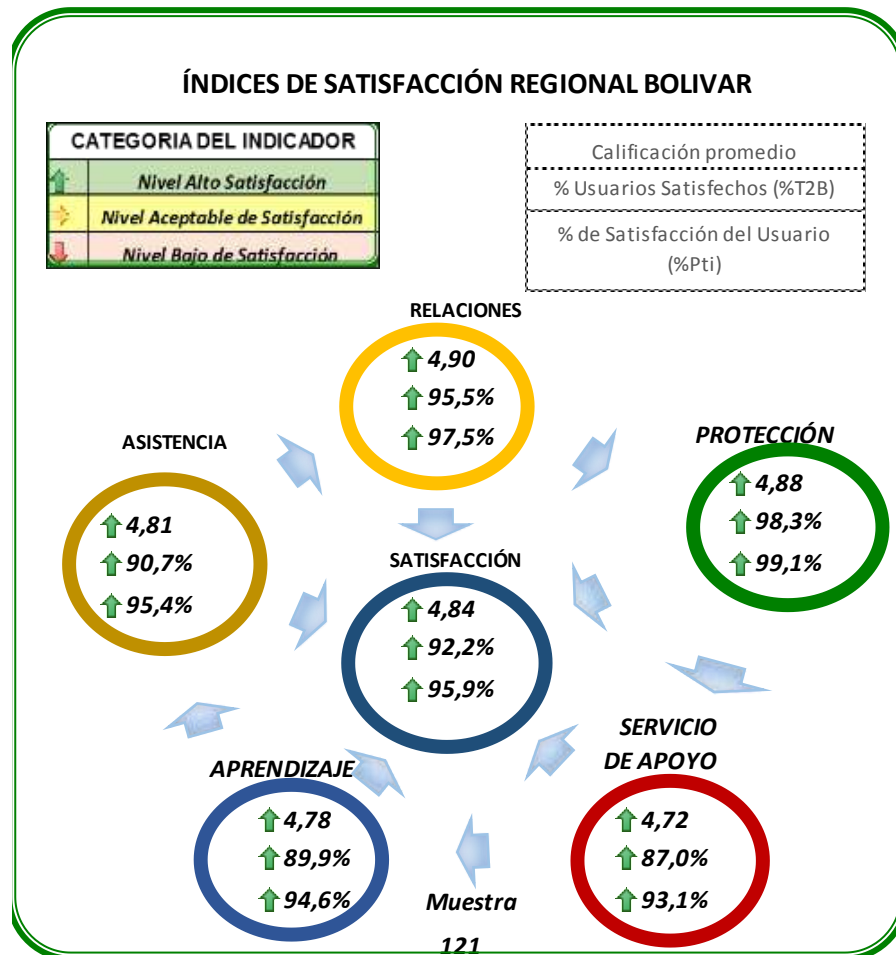 ÍNDICES DE SATISFACCIÓN REGIONAL BOLIVAR
CATEGORIA DEL INDICADOR
Nivel Alto Satisfacción
Nivel Aceptable de Satisfacción
Nivel Bajo de Satisfacción
Calificación promedio
% Usuarios Satisfechos (%T2B)
% de Satisfacción del Usuario
(%Pti)
RELACIONES
4,90
95,5%
97,5%
ASISTENCIA
4,81
90,7%
95,4%
PROTECCIÓN
4,88
98,3%
99,1%
SATISFACCIÓN
4,84
92,2%
95,9%
APRENDIZAJE
4,78
89,9%
94,6%
SERVICIO
DE APOYO
4,72
87,0%
93,1%
Muestra
121